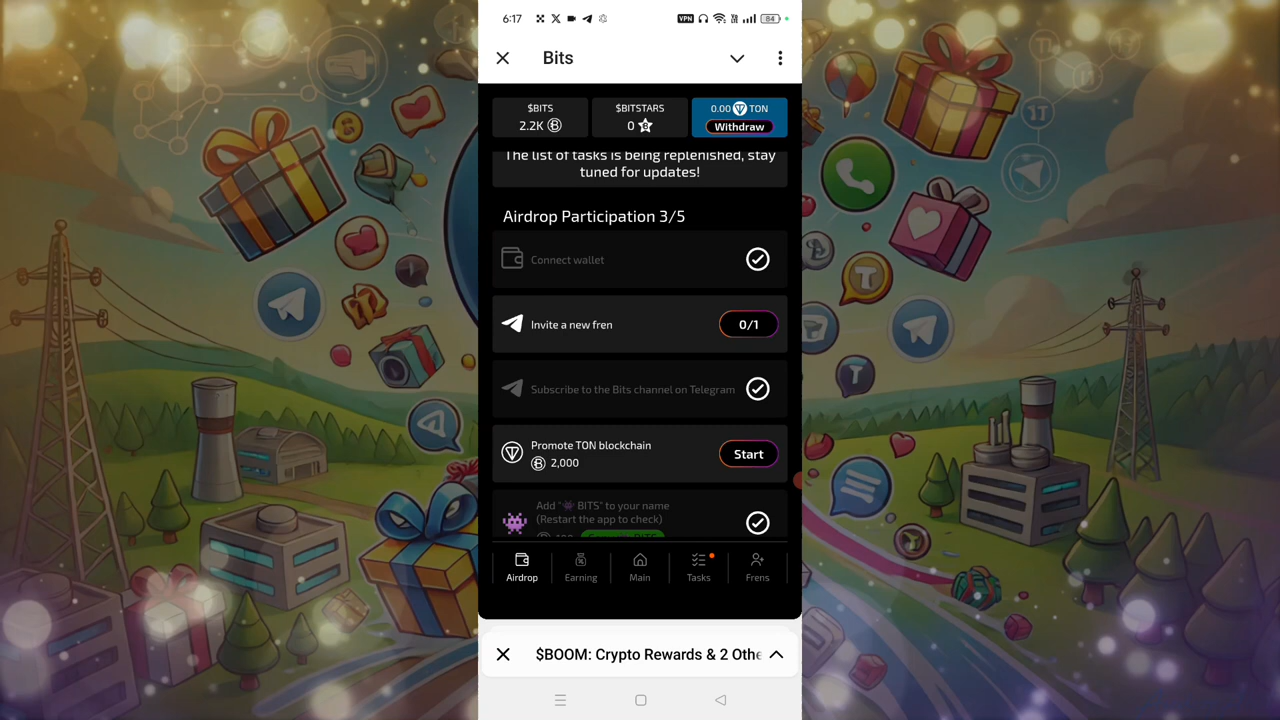 6:17
VPN
84
Bits
$BITS
2.2K
$BITSTARS
0
0.00 TON
Withdraw
The list of tasks is being replenished, stay
tuned for updates!
Airdrop Participation 3/5
Connect wallet
Invite a new fren
0/1
Subscribe to the Bits channel on Telegram
Promote TON blockchain
2,000
Start
Add "👾 BITS" to your name
(Restart the app to check)
Airdrop
Earning
Main
Tasks
Frens
$BOOM: Crypto Rewards & 2 Othe